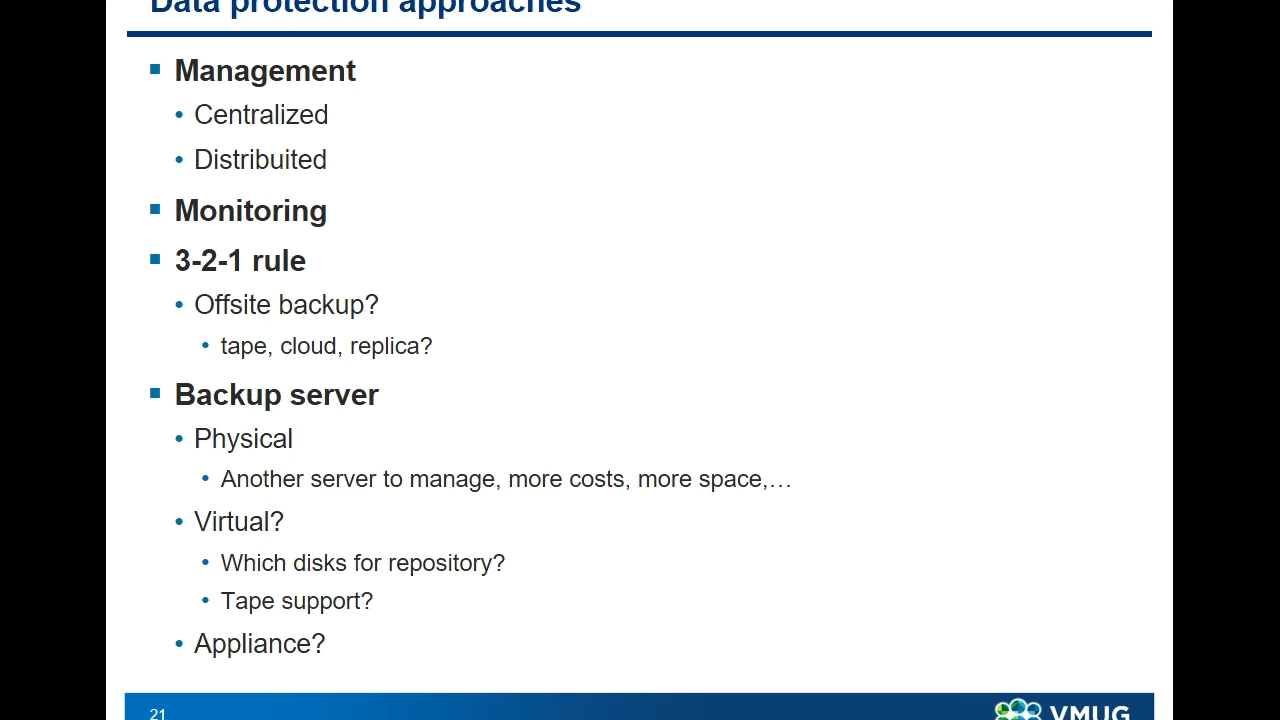 Data protection approaches
Management
Centralized
Distribuited
Monitoring
3-2-1 rule
Offsite backup?
tape, cloud, replica?
Backup server
Physical
Another server to manage, more costs, more space,…
Virtual?
Which disks for repository?
Tape support?
Appliance?
21
VMUG